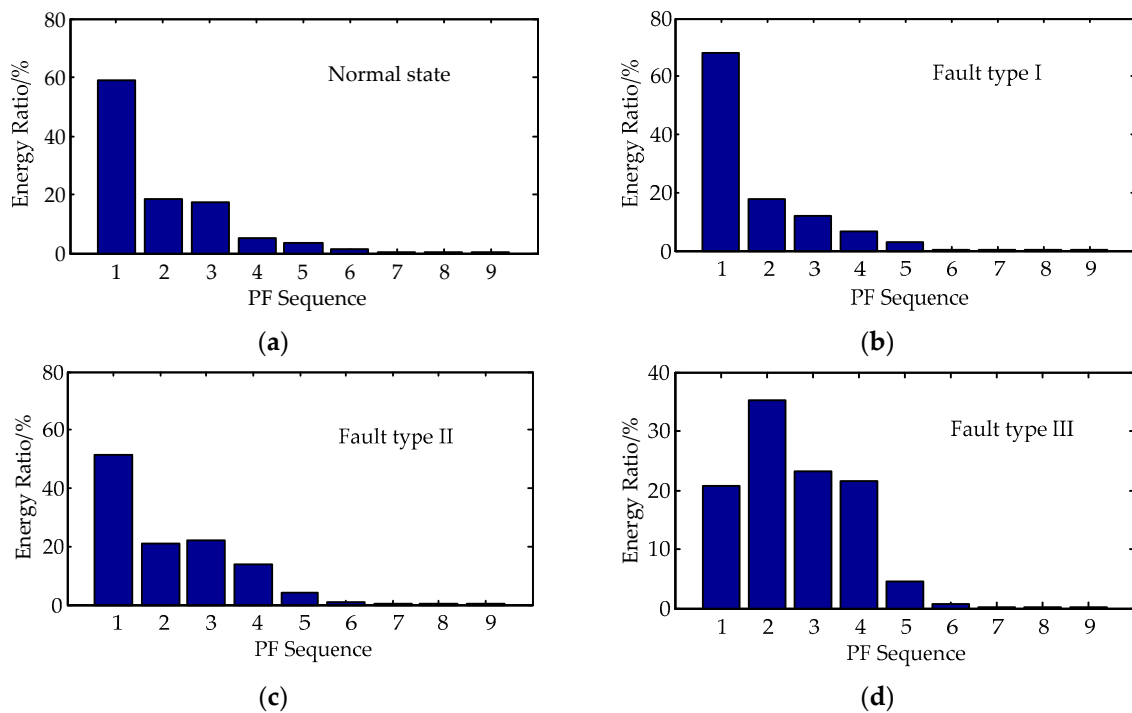 80
60
40
20
0
Energy Ratio/%
Normal state
1 2 3 4 5 6 7 8 9
PF Sequence
(a)
80
60
40
20
0
Energy Ratio/%
Fault type I
1 2 3 4 5 6 7 8 9
PF Sequence
(b)
80
60
40
20
0
Energy Ratio/%
Fault type II
1 2 3 4 5 6 7 8 9
PF Sequence
(c)
40
30
20
10
0
Energy Ratio/%
Fault type III
1 2 3 4 5 6 7 8 9
PF Sequence
(d)